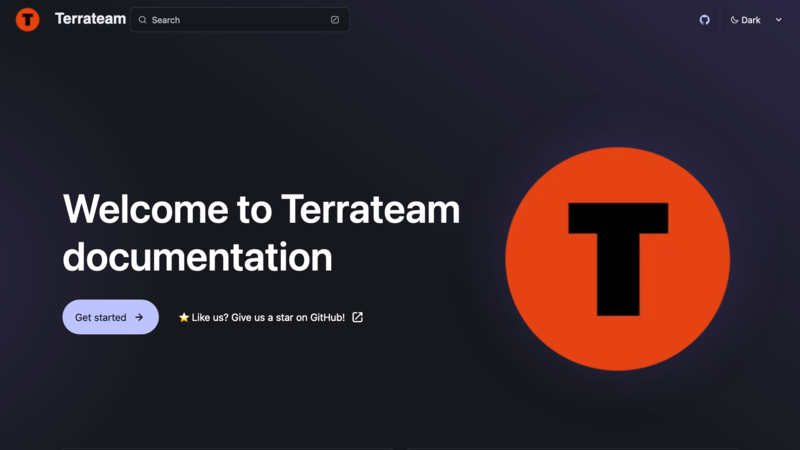 T Terrateam Search Dark
Welcome to Terrateam
documentation
Get started ⭐ Like us? Give us a star on GitHub!
T